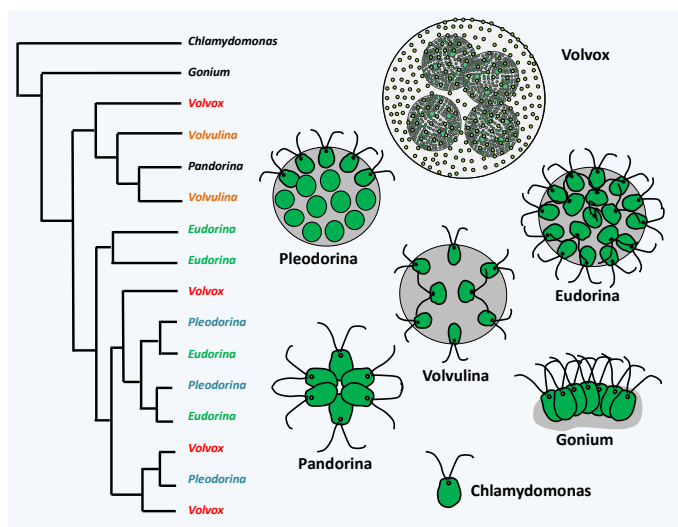 Chlamydomonas
Gonium
Volvox
Volvulina
Pandorina
Volvulina
Eudorina
Eudorina
Volvox
Pleodorina
Eudorina
Pleodorina
Eudorina
Volvox
Pleodorina
Volvox
Volvox
Pleodorina
Eudorina
Volvulina
Pandorina
Gonium
Chlamydomonas